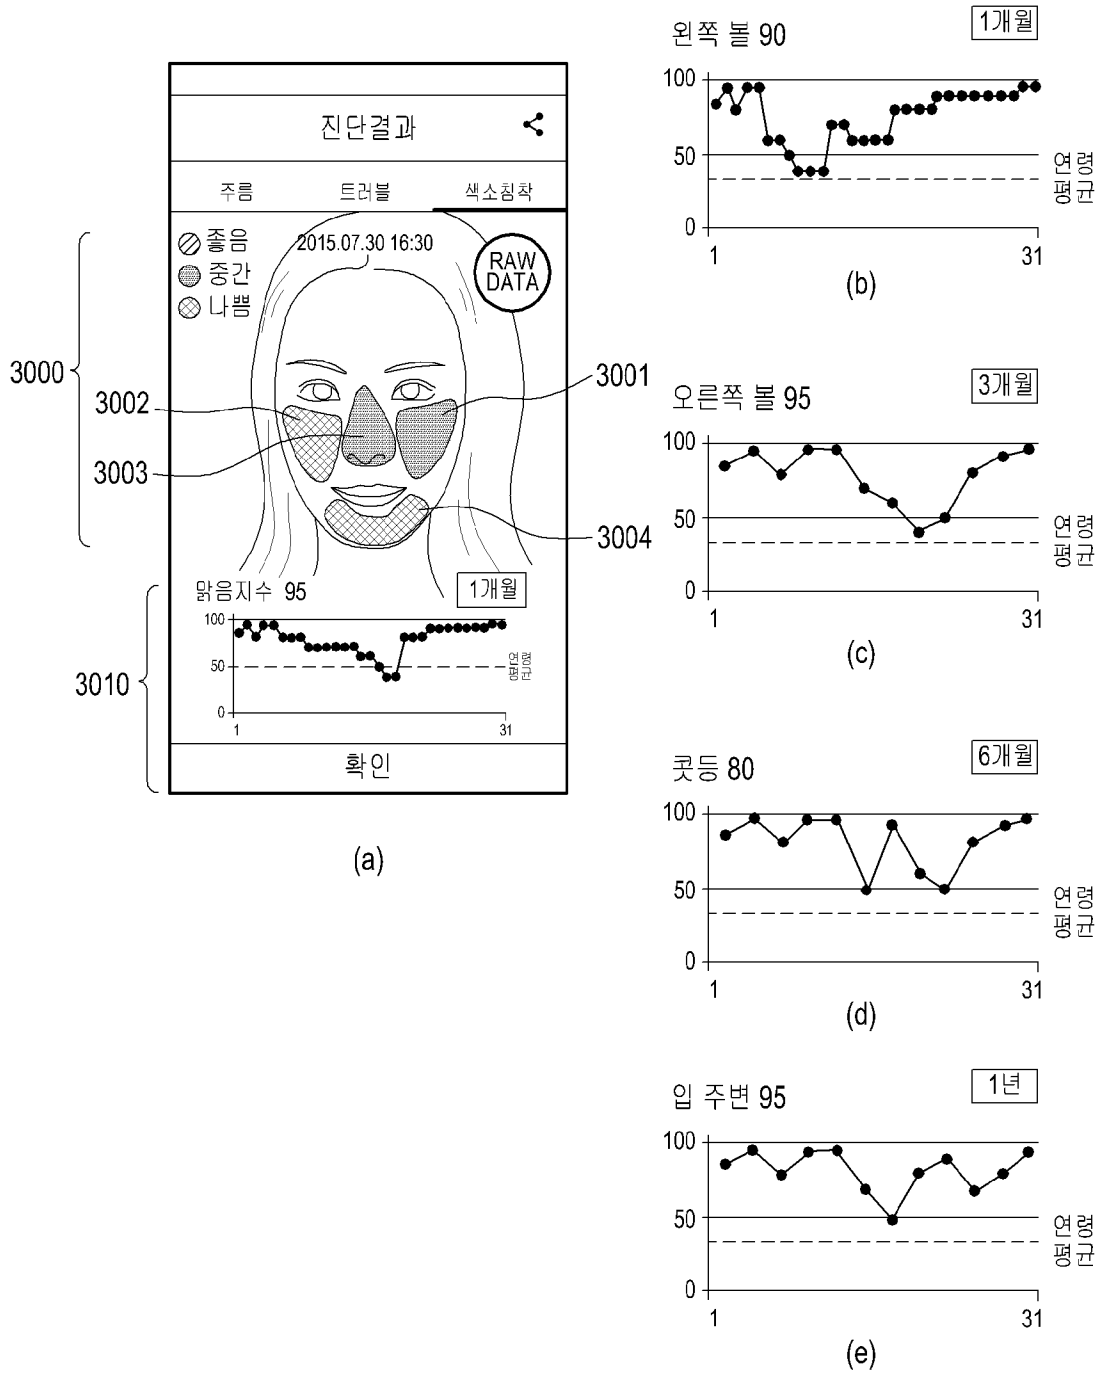 진단결과
주름 트러블 색소침착
좋음
중간
나쁨
2015.07.30 16:30
RAW
DATA
3000
3001
3002
3003
3004
3010
맑음지수 95
1개월
100
50
0
연령
평균
1
31
확인
(a)
왼쪽 볼 90
1개월
100
50
0
연령
평균
1
31
(b)
오른쪽 볼 95
3개월
100
50
0
연령
평균
1
31
(c)
콧등 80
6개월
100
50
0
연령
평균
1
31
(d)
입 주변 95
1년
100
50
0
연령
평균
1
31
(e)